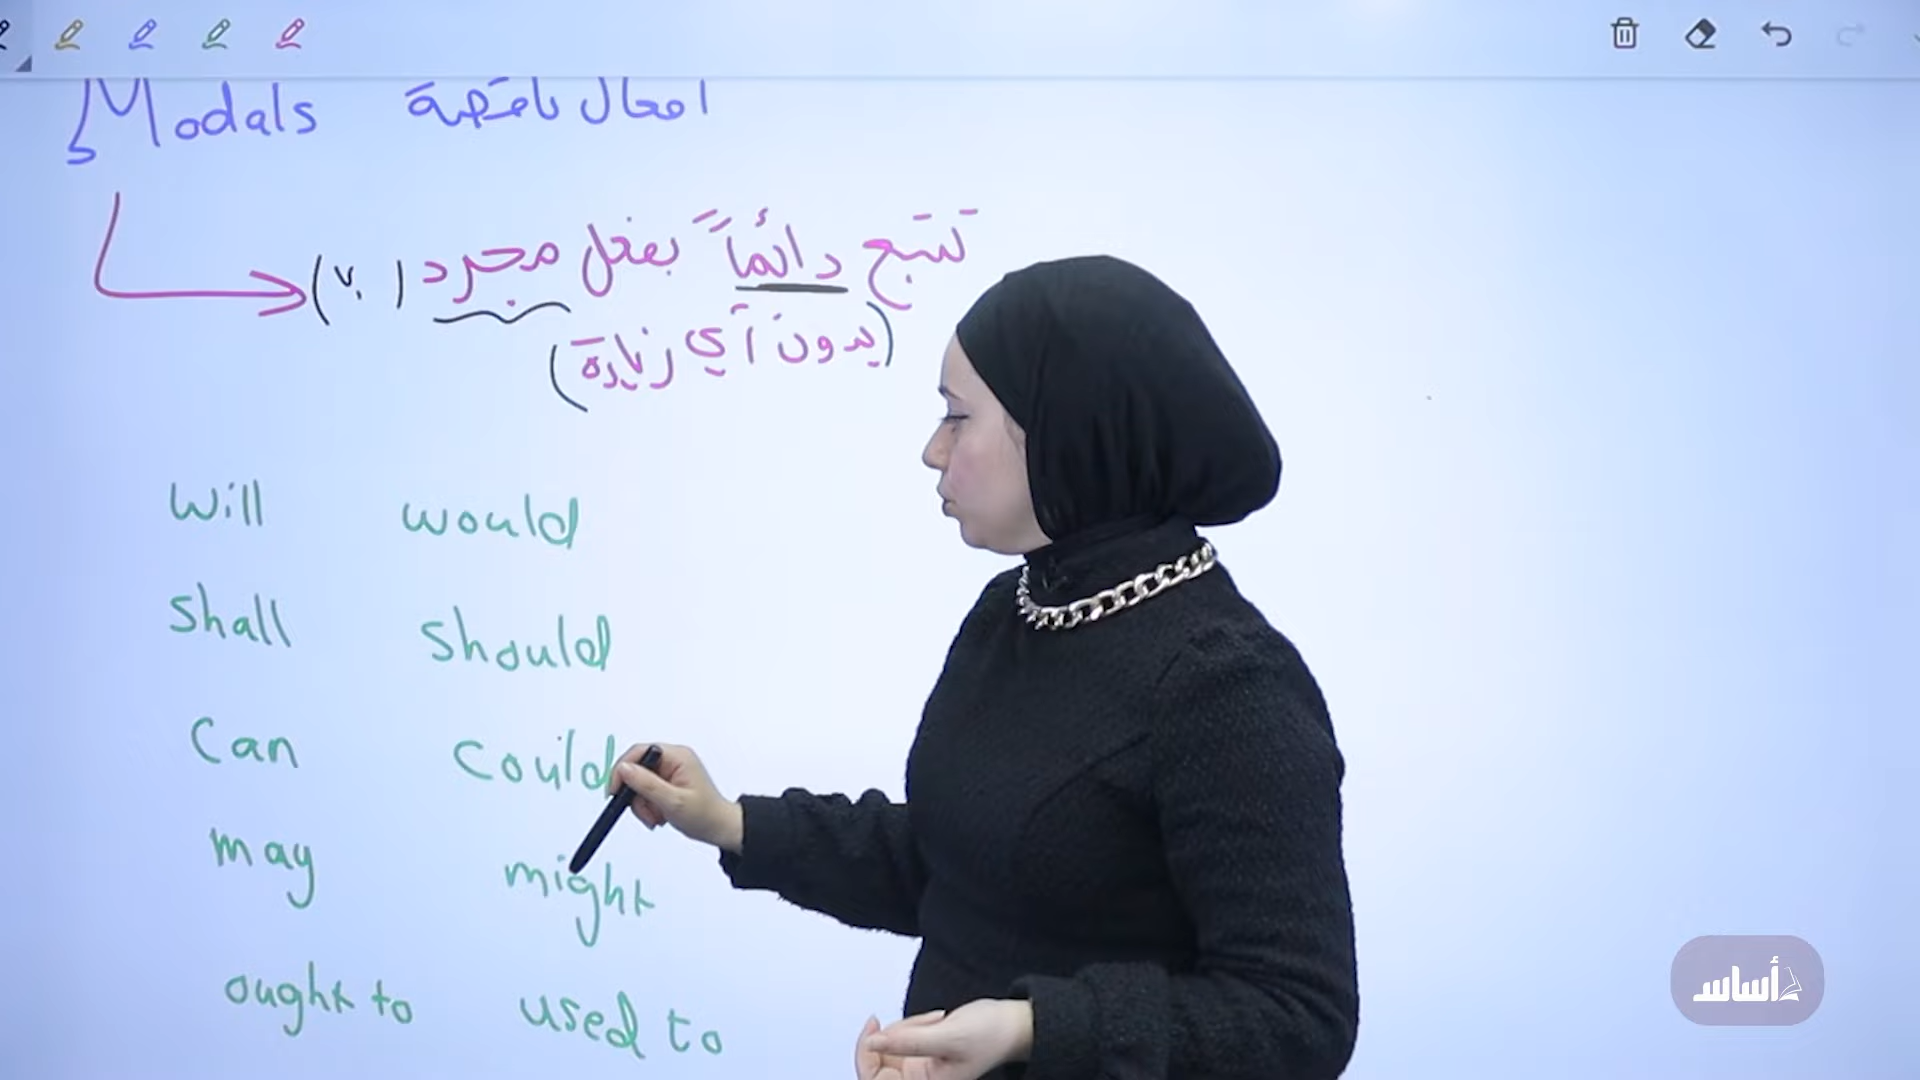 Modals افعال ناقصة
تتبع دائماً بفعل مجرد (v.)
(بدون أي زيادة)
will would
shall should
can could
may might
ought to used to
أساس